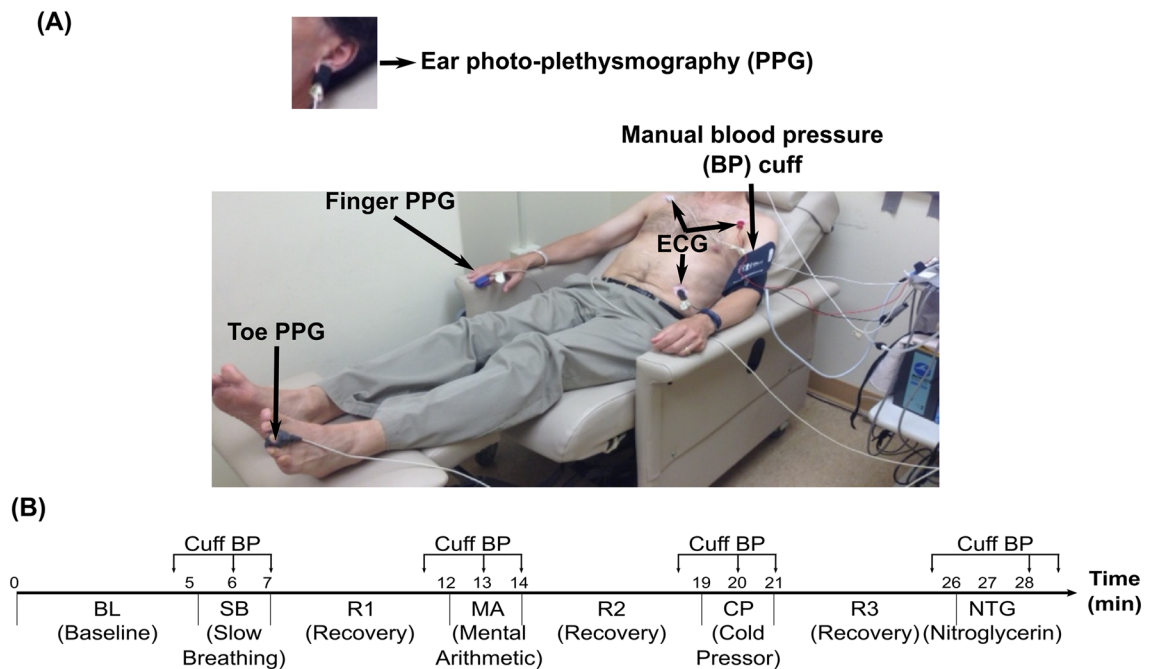 (A)
Ear photo-plethysmography (PPG)
Manual blood pressure
(BP) cuff
Finger PPG
ECG
Toe PPG
(B)
Cuff BP Cuff BP Cuff BP Cuff BP
0 5 6 7 12 13 14 19 20 21 26 27 28 Time
(min)
BL SB R1 MA R2 CP R3 NTG
(Baseline) (Slow (Recovery) (Mental (Recovery) (Cold (Recovery) (Nitroglycerin)
Breathing) Arithmetic) Pressor)